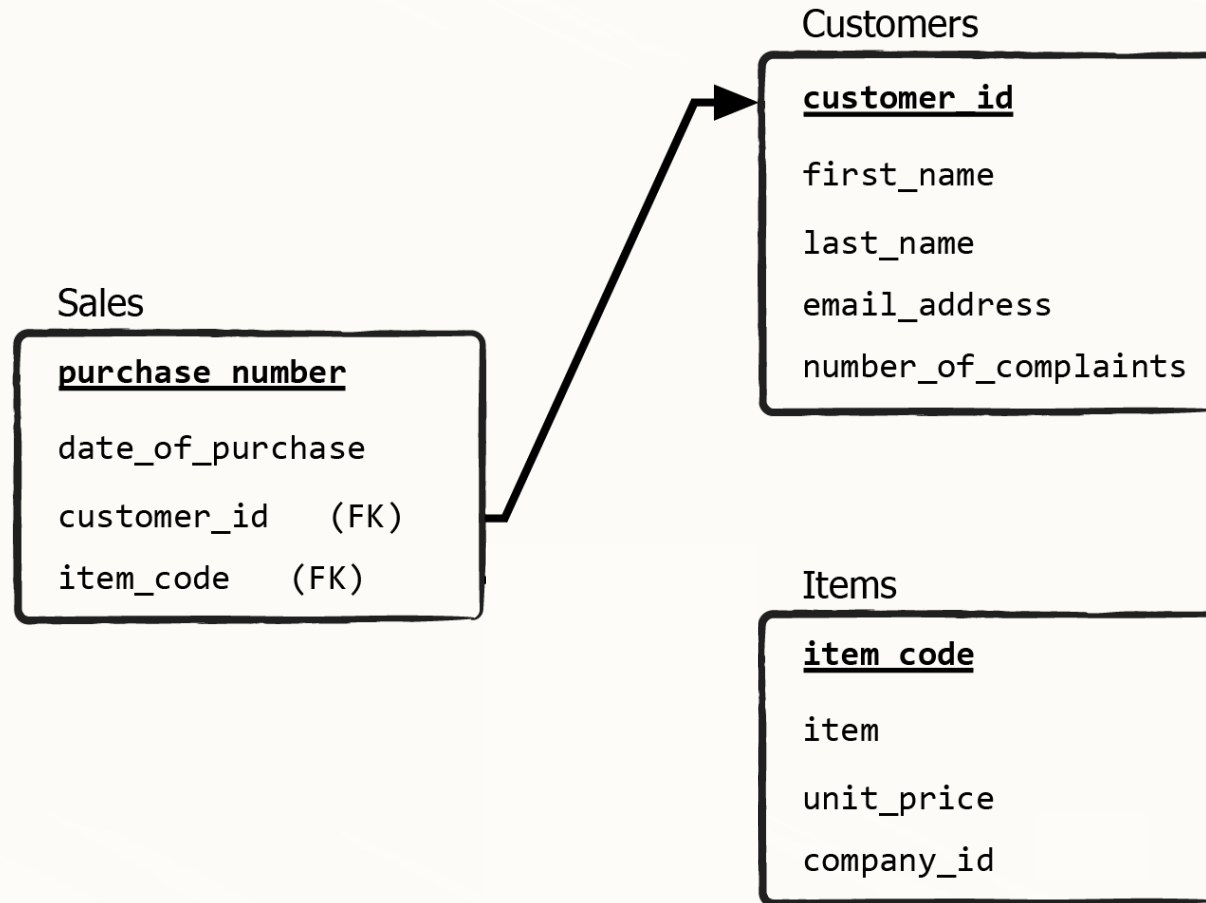 Customers
customer_id
first_name
last_name
email_address
number_of_complaints
Sales
purchase_number
date_of_purchase
customer_id (FK)
item_code (FK)
Items
item_code
item
unit_price
company_id